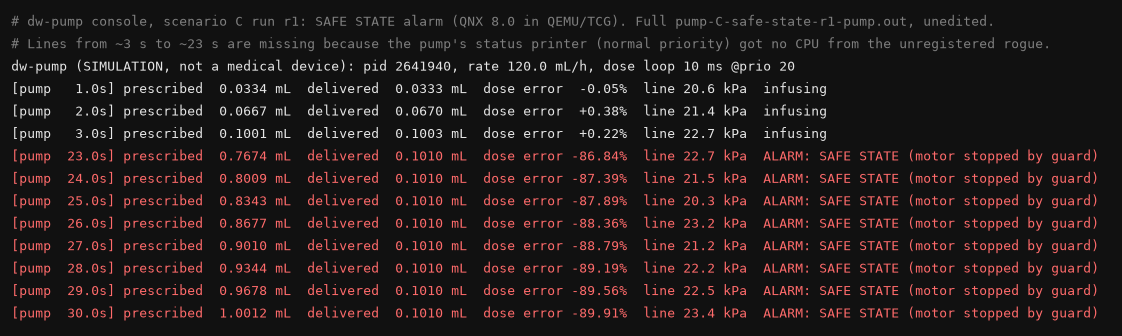 # dw-pump console, scenario C run r1: SAFE STATE alarm (QNX 8.0 in QEMU/TCG). Full pump-C-safe-state-r1-pump.out, unedited.
# Lines from ~3 s to ~23 s are missing because the pump's status printer (normal priority) got no CPU from the unregistered rogue.
dw-pump (SIMULATION, not a medical device): pid 2641940, rate 120.0 mL/h, dose loop 10 ms @prio 20
[pump   1.0s] prescribed  0.0334 mL  delivered  0.0333 mL  dose error  -0.05%  line 20.6 kPa  infusing
[pump   2.0s] prescribed  0.0667 mL  delivered  0.0670 mL  dose error  +0.38%  line 21.4 kPa  infusing
[pump   3.0s] prescribed  0.1001 mL  delivered  0.1003 mL  dose error  +0.22%  line 22.7 kPa  infusing
[pump  23.0s] prescribed  0.7674 mL  delivered  0.1010 mL  dose error -86.84%  line 22.7 kPa  ALARM: SAFE STATE (motor stopped by guard)
[pump  24.0s] prescribed  0.8009 mL  delivered  0.1010 mL  dose error -87.39%  line 21.5 kPa  ALARM: SAFE STATE (motor stopped by guard)
[pump  25.0s] prescribed  0.8343 mL  delivered  0.1010 mL  dose error -87.89%  line 20.3 kPa  ALARM: SAFE STATE (motor stopped by guard)
[pump  26.0s] prescribed  0.8677 mL  delivered  0.1010 mL  dose error -88.36%  line 23.2 kPa  ALARM: SAFE STATE (motor stopped by guard)
[pump  27.0s] prescribed  0.9010 mL  delivered  0.1010 mL  dose error -88.79%  line 21.2 kPa  ALARM: SAFE STATE (motor stopped by guard)
[pump  28.0s] prescribed  0.9344 mL  delivered  0.1010 mL  dose error -89.19%  line 22.2 kPa  ALARM: SAFE STATE (motor stopped by guard)
[pump  29.0s] prescribed  0.9678 mL  delivered  0.1010 mL  dose error -89.56%  line 22.5 kPa  ALARM: SAFE STATE (motor stopped by guard)
[pump  30.0s] prescribed  1.0012 mL  delivered  0.1010 mL  dose error -89.91%  line 23.4 kPa  ALARM: SAFE STATE (motor stopped by guard)